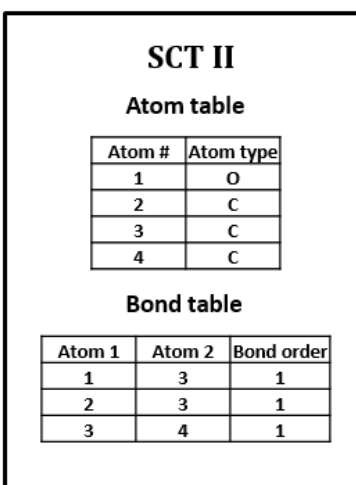 SCT II
Atom table
Atom # Atom type
1 O
2 C
3 C
4 C
Bond table
Atom 1 Atom 2 Bond order
1 3 1
2 3 1
3 4 1